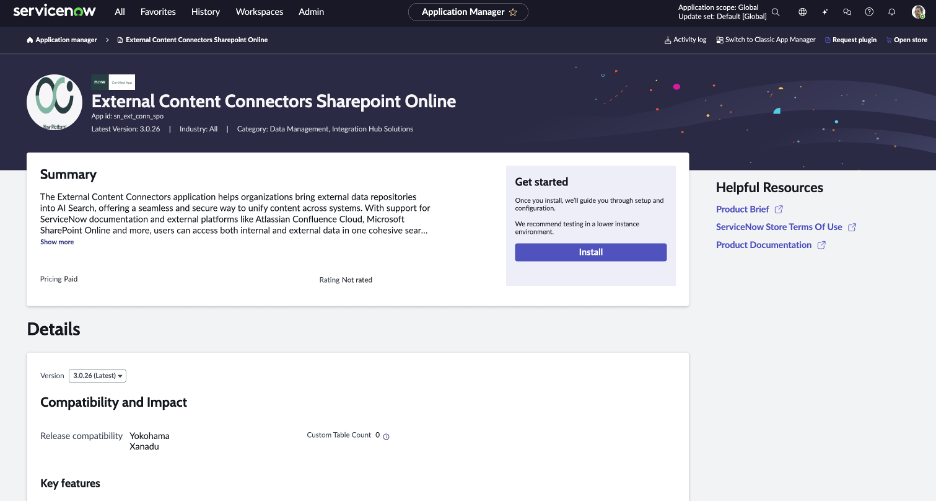 servicenow
All
Favorites
History
Workspaces
Admin
Application Manager
Application scope: Global
Update set: Default [Global]
Application manager
External Content Connectors Sharepoint Online
Activity log
Switch to Classic App Manager
Request plugin
Open store
Certified App
External Content Connectors Sharepoint Online
App id: sn_ext_conn_spo
Latest Version: 3.0.26 | Industry: All | Category: Data Management, Integration Hub Solutions
Summary
The External Content Connectors application helps organizations bring external data repositories
into AI Search, offering a seamless and secure way to unify content across systems. With support for
ServiceNow documentation and external platforms like Atlassian Confluence Cloud, Microsoft
SharePoint Online and more, users can access both internal and external data in one cohesive sear...
Show more
Pricing Paid
Rating Not rated
Get started
Once you install, we'll guide you through setup and
configuration.
We recommend testing in a lower instance
environment.
Install
Helpful Resources
Product Brief
ServiceNow Store Terms Of Use
Product Documentation
Details
Version 3.0.26 (Latest)
Compatibility and Impact
Release compatibility Yokohama
Xanadu
Custom Table Count 0
Key features